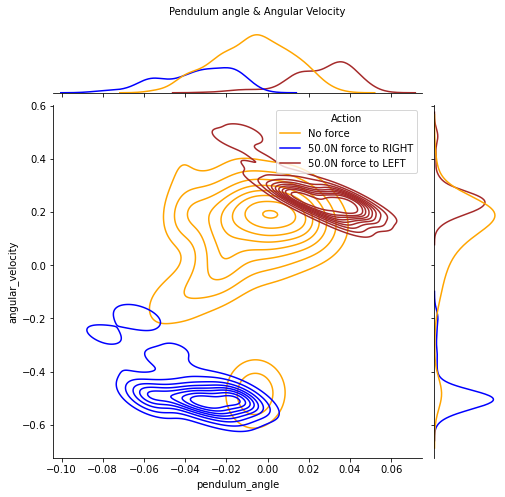 Pendulum angle & Angular Velocity
Action
No force
50.0N force to RIGHT
50.0N force to LEFT
0.6
0.4
0.2
0.0
−0.2
−0.4
−0.6
angular_velocity
−0.10 −0.08 −0.06 −0.04 −0.02 0.00 0.02 0.04 0.06
pendulum_angle